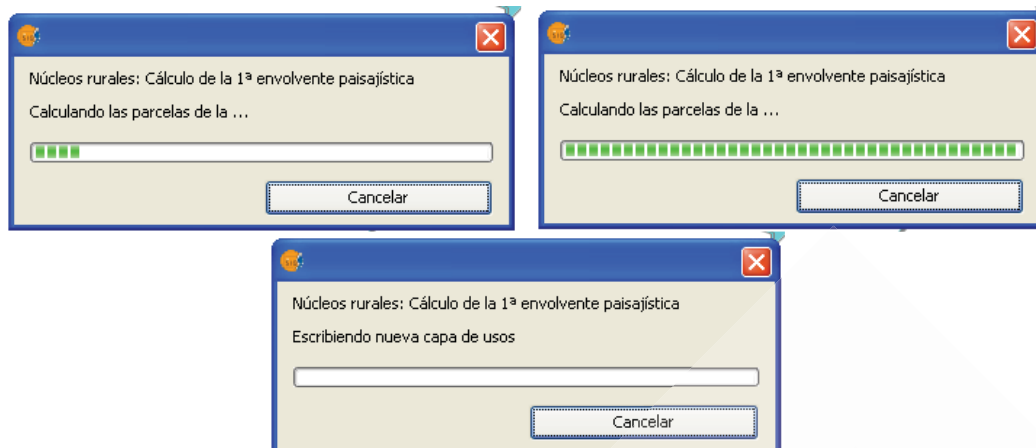 Núcleos rurales: Cálculo de la 1ª envolvente paisajística
Calculando las parcelas de la ...
Cancelar
Núcleos rurales: Cálculo de la 1ª envolvente paisajística
Calculando las parcelas de la ...
Cancelar
Núcleos rurales: Cálculo de la 1ª envolvente paisajística
Escribiendo nueva capa de usos
Cancelar